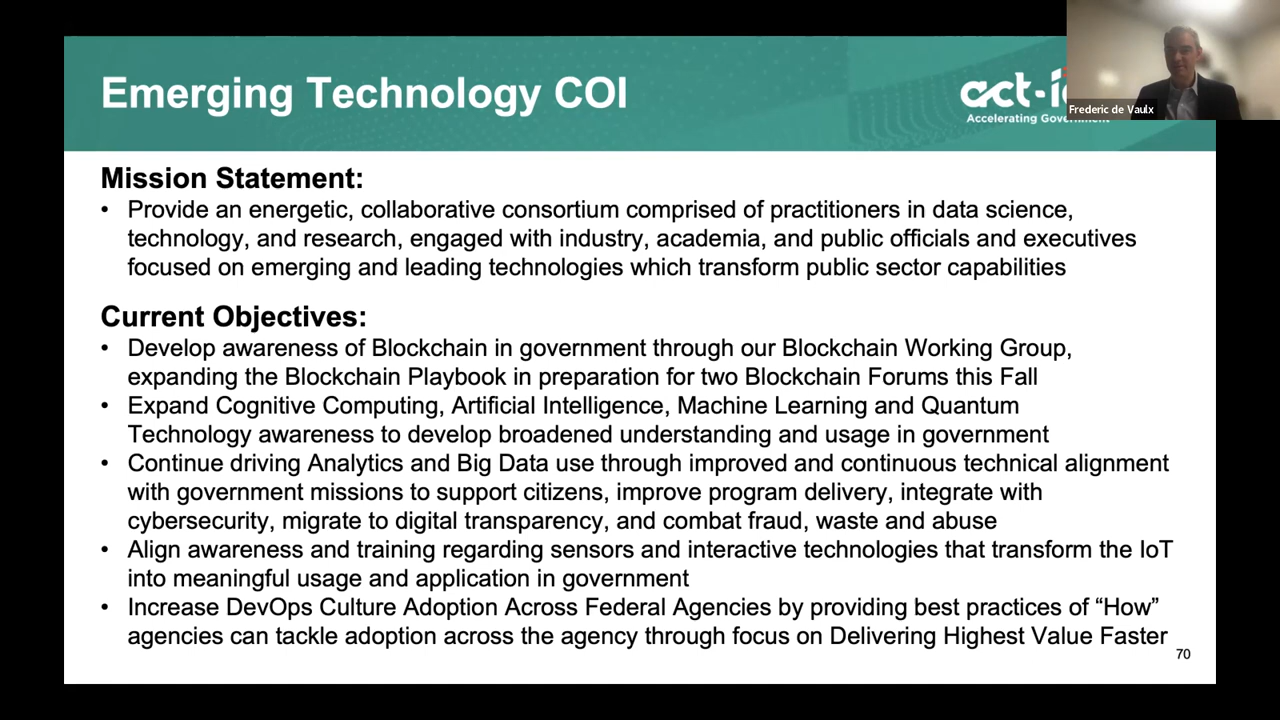 Emerging Technology COI
act-i
Accelerating Government
Frederic de Vaulx
Mission Statement:
• Provide an energetic, collaborative consortium comprised of practitioners in data science,
technology, and research, engaged with industry, academia, and public officials and executives
focused on emerging and leading technologies which transform public sector capabilities
Current Objectives:
• Develop awareness of Blockchain in government through our Blockchain Working Group,
expanding the Blockchain Playbook in preparation for two Blockchain Forums this Fall
• Expand Cognitive Computing, Artificial Intelligence, Machine Learning and Quantum
Technology awareness to develop broadened understanding and usage in government
• Continue driving Analytics and Big Data use through improved and continuous technical alignment
with government missions to support citizens, improve program delivery, integrate with
cybersecurity, migrate to digital transparency, and combat fraud, waste and abuse
• Align awareness and training regarding sensors and interactive technologies that transform the IoT
into meaningful usage and application in government
• Increase DevOps Culture Adoption Across Federal Agencies by providing best practices of “How”
agencies can tackle adoption across the agency through focus on Delivering Highest Value Faster
70